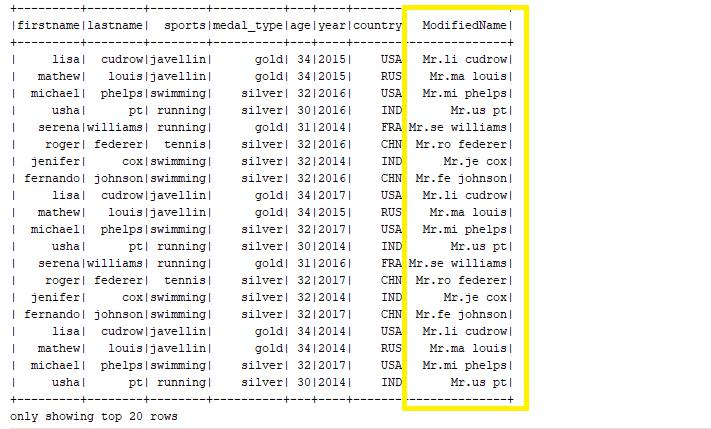 +---------+--------+--------+----------+---+----+-------+--------------+
|firstname|lastname|  sports|medal_type|age|year|country|  ModifiedName|
+---------+--------+--------+----------+---+----+-------+--------------+
|     lisa|  cudrow|javellin|      gold| 34|2015|    USA|  Mr.li cudrow|
|   mathew|   louis|javellin|      gold| 34|2015|    RUS|   Mr.ma louis|
|  michael|  phelps|swimming|    silver| 32|2016|    USA|  Mr.mi phelps|
|     usha|      pt| running|    silver| 30|2016|    IND|      Mr.us pt|
|   serena|williams| running|      gold| 31|2014|    FRA|Mr.se williams|
|    roger| federer|  tennis|    silver| 32|2016|    CHN| Mr.ro federer|
|  jenifer|     cox|swimming|    silver| 32|2014|    IND|     Mr.je cox|
| fernando| johnson|swimming|    silver| 32|2016|    CHN| Mr.fe johnson|
|     lisa|  cudrow|javellin|      gold| 34|2017|    USA|  Mr.li cudrow|
|   mathew|   louis|javellin|      gold| 34|2015|    RUS|   Mr.ma louis|
|  michael|  phelps|swimming|    silver| 32|2017|    USA|  Mr.mi phelps|
|     usha|      pt| running|    silver| 30|2014|    IND|      Mr.us pt|
|   serena|williams| running|      gold| 31|2016|    FRA|Mr.se williams|
|    roger| federer|  tennis|    silver| 32|2017|    CHN| Mr.ro federer|
|  jenifer|     cox|swimming|    silver| 32|2014|    IND|     Mr.je cox|
| fernando| johnson|swimming|    silver| 32|2017|    CHN| Mr.fe johnson|
|     lisa|  cudrow|javellin|      gold| 34|2014|    USA|  Mr.li cudrow|
|   mathew|   louis|javellin|      gold| 34|2014|    RUS|   Mr.ma louis|
|  michael|  phelps|swimming|    silver| 32|2017|    USA|  Mr.mi phelps|
|     usha|      pt| running|    silver| 30|2014|    IND|      Mr.us pt|
+---------+--------+--------+----------+---+----+-------+--------------+
only showing top 20 rows